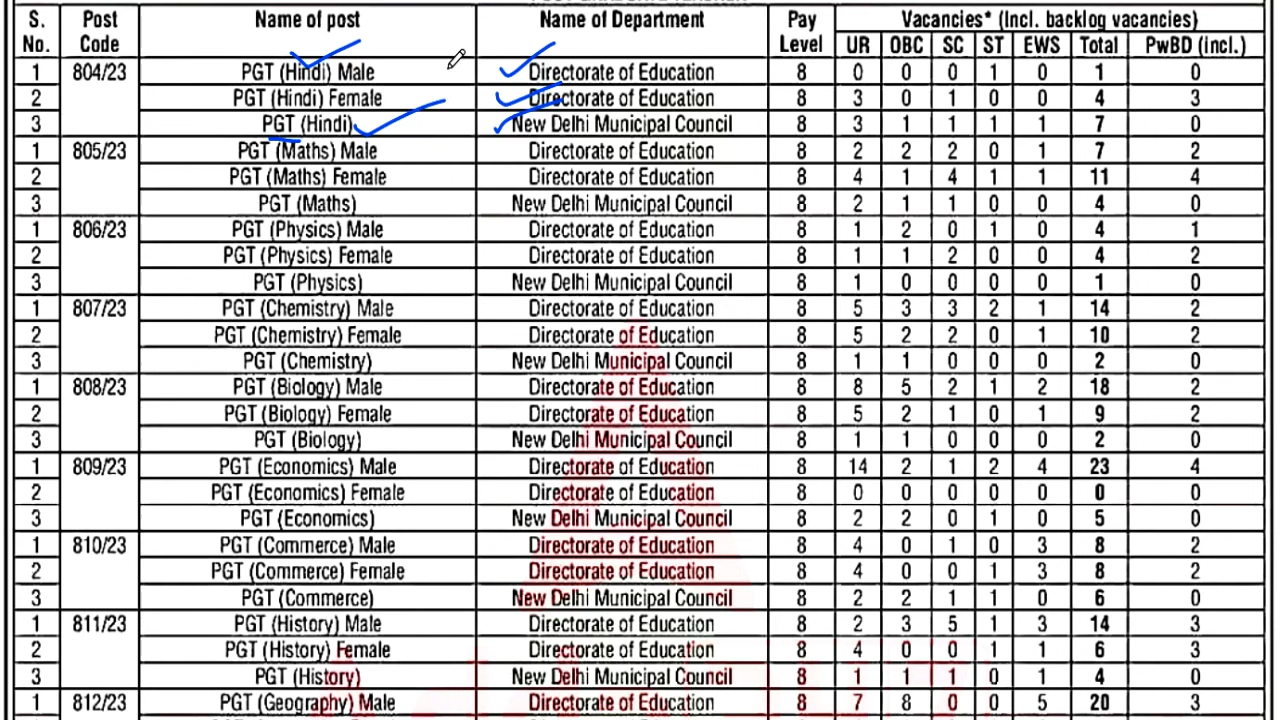 S. No. Post Code Name of post Name of Department Pay Level Vacancies* (Incl. backlog vacancies)
UR OBC SC ST EWS Total PwBD (incl.)
1 804/23 PGT (Hindi) Male Directorate of Education 8 0 0 0 1 0 1 0
2 PGT (Hindi) Female Directorate of Education 8 3 0 1 0 0 4 3
3 PGT (Hindi) New Delhi Municipal Council 8 3 1 1 1 1 7 0
1 805/23 PGT (Maths) Male Directorate of Education 8 2 2 2 0 1 7 2
2 PGT (Maths) Female Directorate of Education 8 4 1 4 1 1 11 4
3 PGT (Maths) New Delhi Municipal Council 8 2 1 1 0 0 4 0
1 806/23 PGT (Physics) Male Directorate of Education 8 1 2 0 1 0 4 1
2 PGT (Physics) Female Directorate of Education 8 1 1 2 0 0 4 2
3 PGT (Physics) New Delhi Municipal Council 8 1 0 0 0 0 1 0
1 807/23 PGT (Chemistry) Male Directorate of Education 8 5 3 3 2 1 14 2
2 PGT (Chemistry) Female Directorate of Education 8 5 2 2 0 1 10 2
3 PGT (Chemistry) New Delhi Municipal Council 8 1 1 0 0 0 2 0
1 808/23 PGT (Biology) Male Directorate of Education 8 8 5 2 1 2 18 2
2 PGT (Biology) Female Directorate of Education 8 5 2 1 0 1 9 2
3 PGT (Biology) New Delhi Municipal Council 8 1 1 0 0 0 2 0
1 809/23 PGT (Economics) Male Directorate of Education 8 14 2 1 2 4 23 4
2 PGT (Economics) Female Directorate of Education 8 0 0 0 0 0 0 0
3 PGT (Economics) New Delhi Municipal Council 8 2 2 0 1 0 5 0
1 810/23 PGT (Commerce) Male Directorate of Education 8 4 0 1 0 3 8 2
2 PGT (Commerce) Female Directorate of Education 8 4 0 0 1 3 8 2
3 PGT (Commerce) New Delhi Municipal Council 8 2 2 1 1 0 6 0
1 811/23 PGT (History) Male Directorate of Education 8 2 3 5 1 3 14 3
2 PGT (History) Female Directorate of Education 8 4 0 0 1 1 6 3
3 PGT (History) New Delhi Municipal Council 8 1 1 1 0 1 4 0
1 812/23 PGT (Geography) Male Directorate of Education 8 7 8 0 0 5 20 3